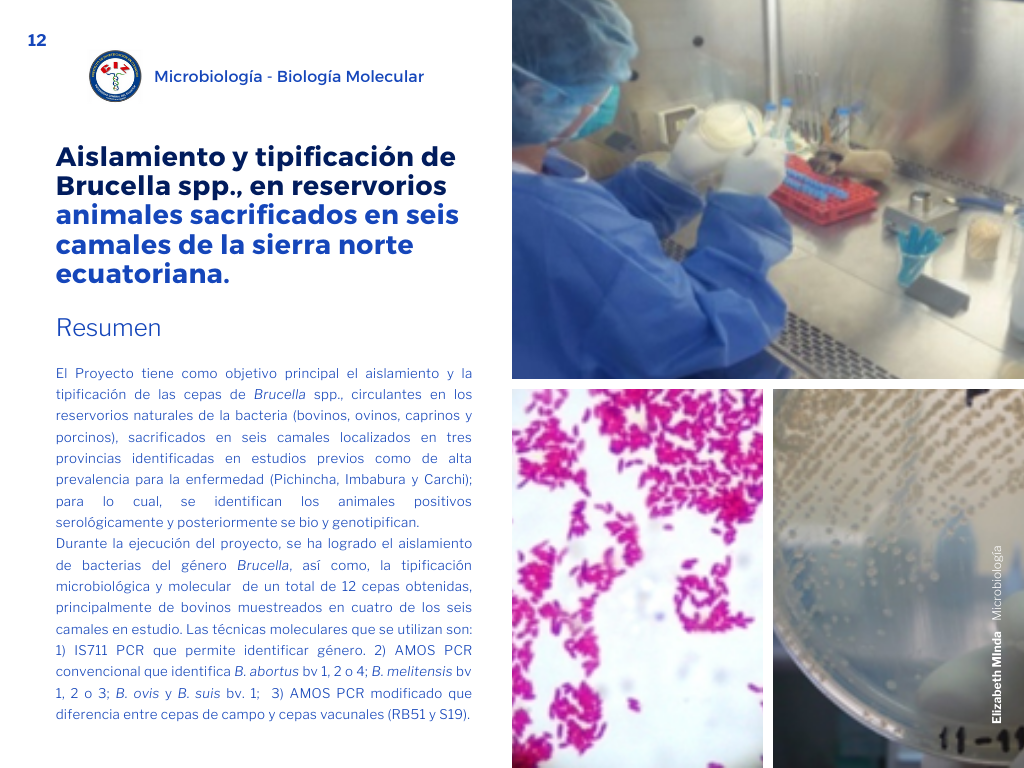 12
Microbiología - Biología Molecular
Aislamiento y tipificación de
Brucella spp., en reservorios
animales sacrificados en seis
camales de la sierra norte
ecuatoriana.
Resumen
El Proyecto tiene como objetivo principal el aislamiento y la
tipificación de las cepas de Brucella spp., circulantes en los
reservorios naturales de la bacteria (bovinos, ovinos, caprinos y
porcinos), sacrificados en seis camales localizados en tres
provincias identificadas en estudios previos como de alta
prevalencia para la enfermedad (Pichincha, Imbabura y Carchi);
para lo cual, se identifican los animales positivos
serológicamente y posteriormente se bio y genotipifican.
Durante la ejecución del proyecto, se ha logrado el aislamiento
de bacterias del género Brucella, así como, la tipificación
microbiológica y molecular de un total de 12 cepas obtenidas,
principalmente de bovinos muestreados en cuatro de los seis
camales en estudio. Las técnicas moleculares que se utilizan son:
1) IS711 PCR que permite identificar género. 2) AMOS PCR
convencional que identifica B. abortus bv 1, 2 o 4; B. melitensis bv
1, 2 o 3; B. ovis y B. suis bv. 1; 3) AMOS PCR modificado que
diferencia entre cepas de campo y cepas vacunales (RB51 y S19).
Elizabeth MInda Microbiología